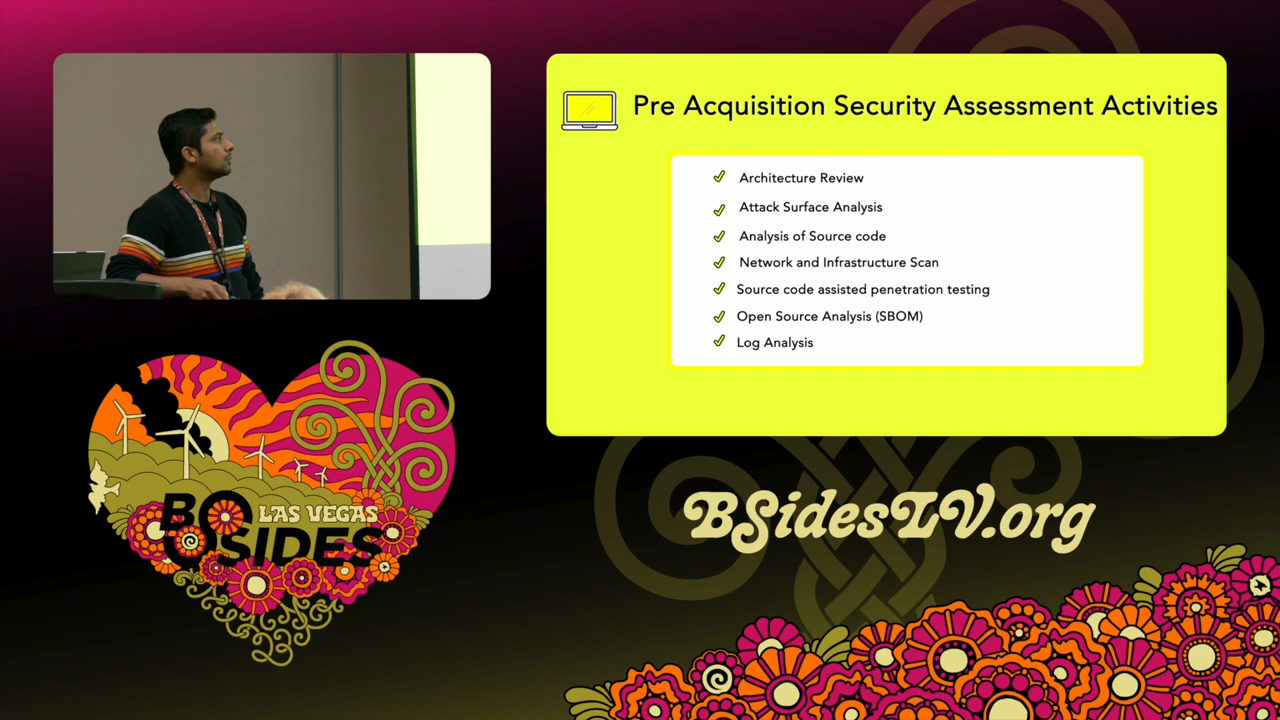 Pre Acquisition Security Assessment Activities
Architecture Review
Attack Surface Analysis
Analysis of Source code
Network and Infrastructure Scan
Source code assisted penetration testing
Open Source Analysis (SBOM)
Log Analysis
LAS VEGAS
BSIDES
23
BSidesLV.org